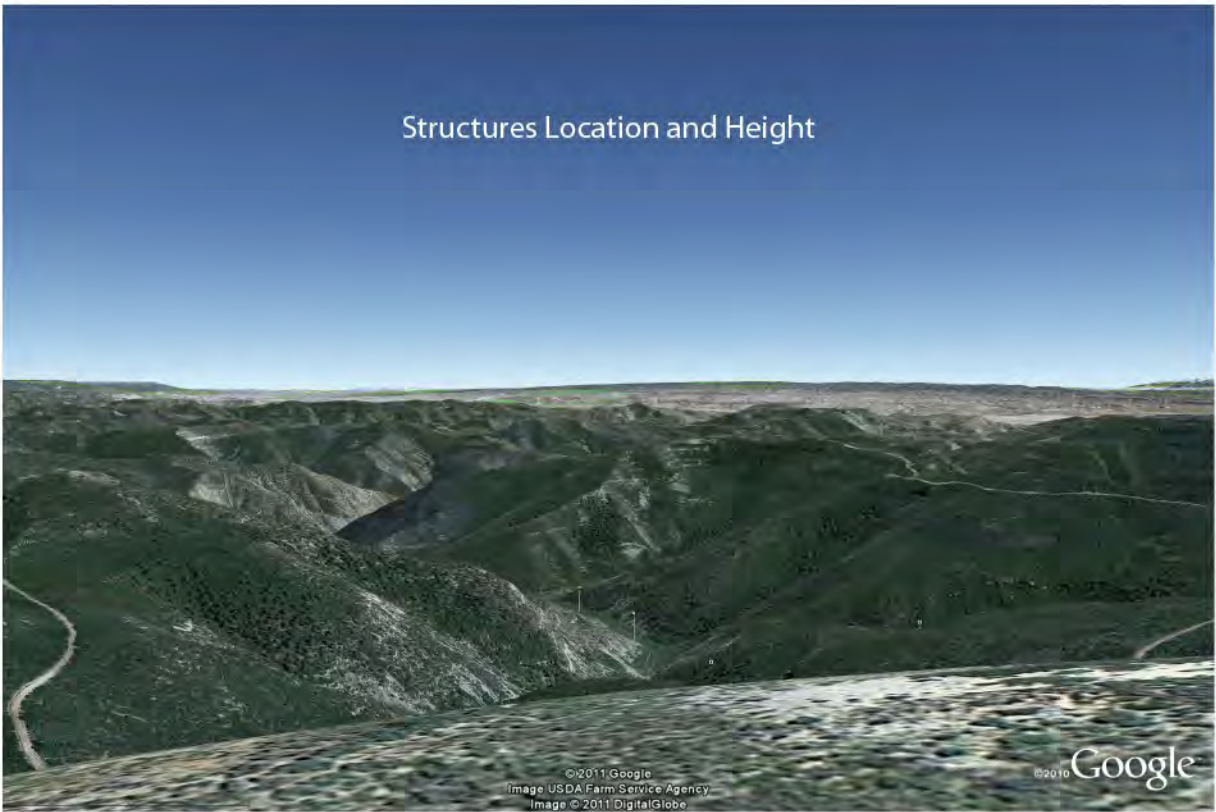 Structures Location and Height
©2011 Google
Image USDA Farm Service Agency
Image © 2011 DigitalGlobe
©2010 Google